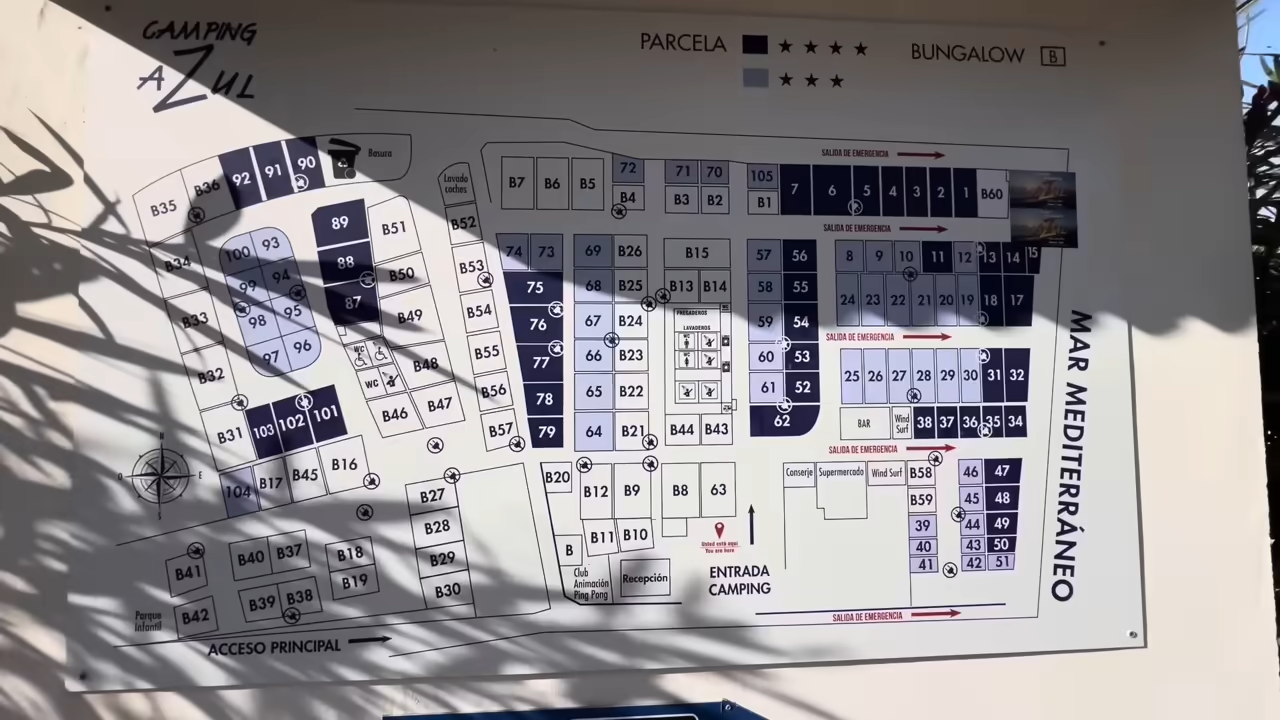 CAMPING
AZUL
PARCELA ★ ★ ★ ★
★ ★ ★
BUNGALOW B
SALIDA DE EMERGENCIA
Basura
Lavado
coches
B35 B36 92 91 90
B7 B6 B5 72 71 70 105
B4 B3 B2 B1
7 6 5 4 3 2 1 B60
SALIDA DE EMERGENCIA
B34 100 93 89 B51 B52
99 94 88 B50 B53
B33 98 95 87 B49 B54
B32 97 96 B48 B55
WC
WC
B31 103 102 101 B46 B47 B56
B57
74 73 69 B26 B15
75 68 B25 B13 B14
76 67 B24
77 66 B23
78 65 B22
79 64 B21 B44 B43
FREGADEROS
LAVADEROS
57 56
58 55
59 54
60 53
61 52
62
8 9 10 11 12 13 14 15
24 23 22 21 20 19 18 17
SALIDA DE EMERGENCIA
25 26 27 28 29 30 31 32
BAR
Wind
Surf
38 37 36 35 34
SALIDA DE EMERGENCIA
MAR MEDITERRÁNEO
N
O E
S
104 B17 B45 B16
B27
B28
B29
B30
B20 B12 B9 B8 63
B11 B10
B
Conserje Supermercado Wind Surf B58 46 47
B59 45 48
39 44 49
40 43 50
41 42 51
Usted está aquí
You are here
ENTRADA
CAMPING
Club
Animación
Ping Pong
Recepción
B41 B40 B37 B18
B42 B39 B38 B19
Parque
Infantil
SALIDA DE EMERGENCIA
ACCESO PRINCIPAL